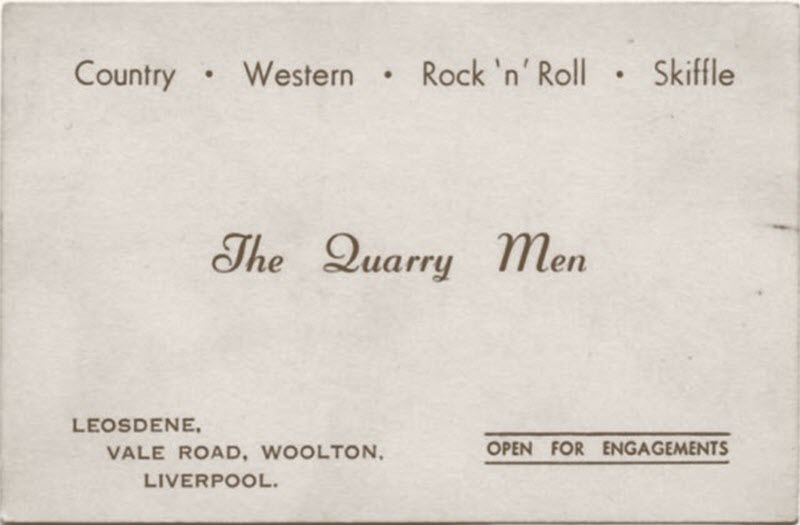 Country • Western • Rock 'n' Roll • Skiffle
The Quarry Men
LEOSDENE,
VALE ROAD, WOOLTON,
LIVERPOOL.
OPEN FOR ENGAGEMENTS